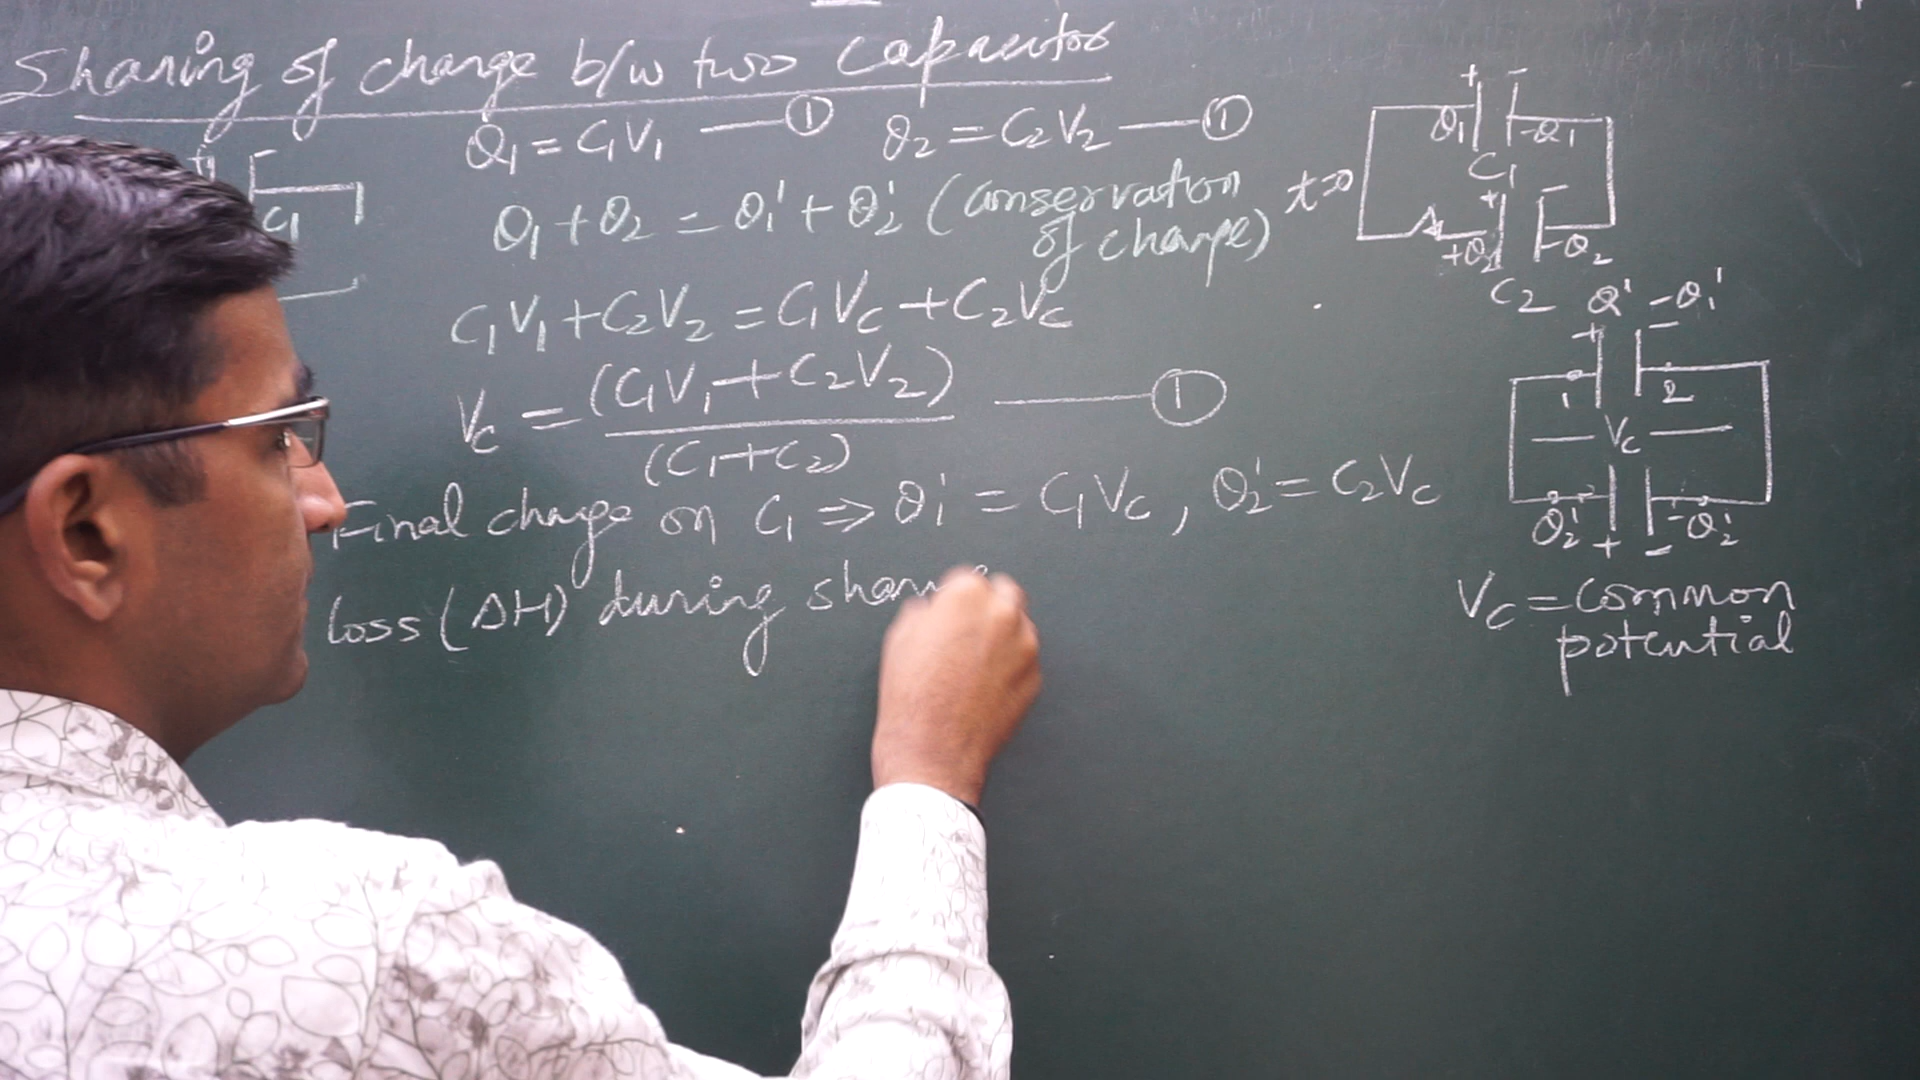 Sharing of charge b/w two capacitor
Q₁ = C₁V₁ —① Q₂ = C₂V₂ —①
C₁
Q₁ + Q₂ = Q₁' + Q₂' (conservation
of charge)
C₁V₁ + C₂V₂ = C₁Vc + C₂Vc
Vc = (C₁V₁ + C₂V₂) / (C₁ + C₂) —①
Final charge on C₁ ⇒ Q₁' = C₁Vc, Q₂' = C₂Vc
loss (ΔH) during
+ -
Q₁ -Q₁
C₁
t=0
+ -
+Q₂ -Q₂
C₂
Q' -Q₁'
+ -
1 2
Vc
Q₂' -Q₂'
+ -
Vc = common
potential